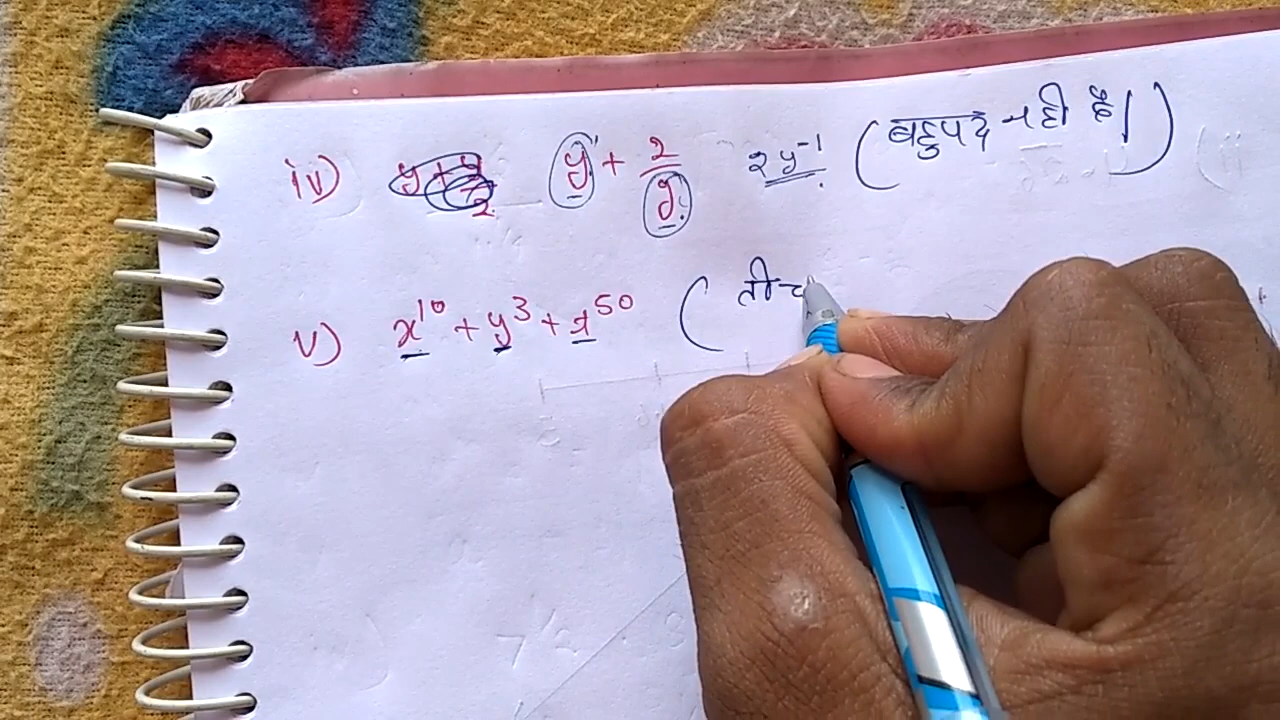 iv) y + 2/y 2y⁻¹ (बहुपद नही है।)
v) x¹⁰ + y³ + t⁵⁰ ( तीन